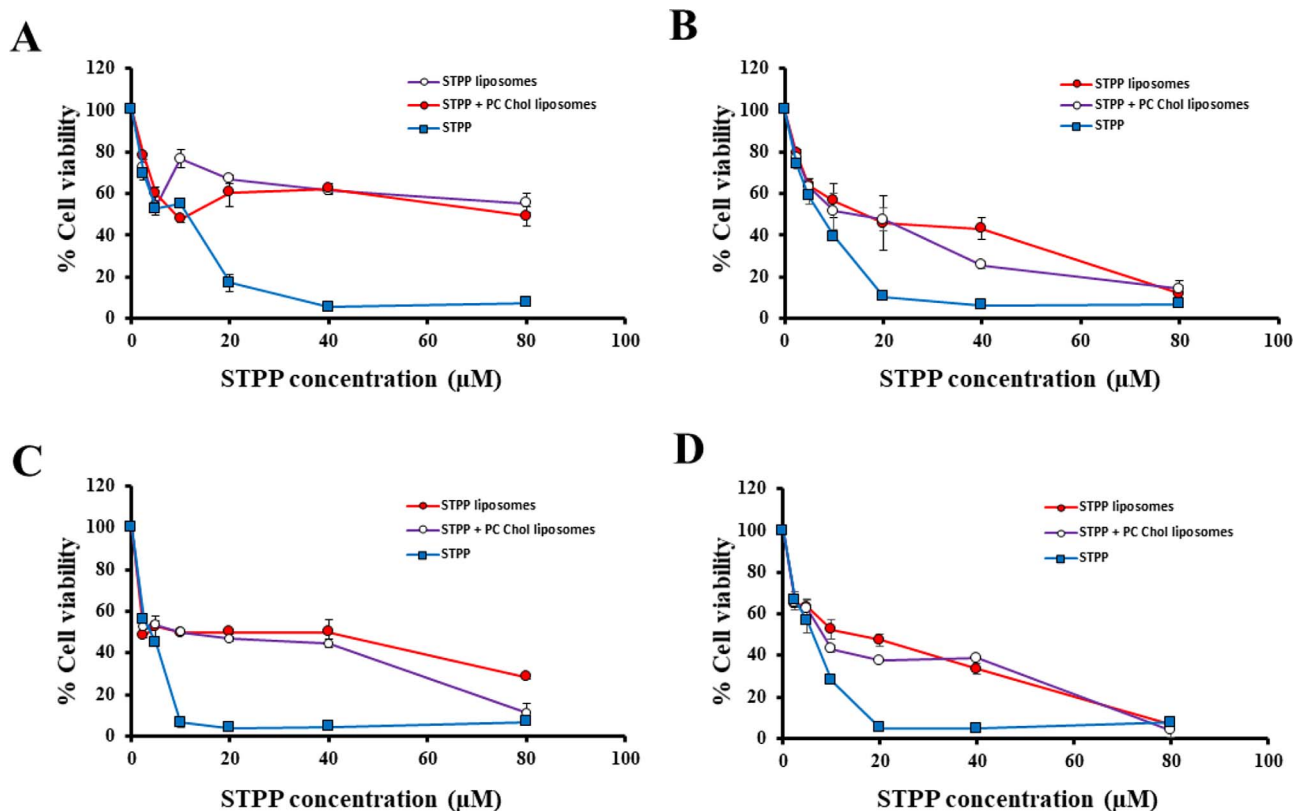 A
120
100
80
60
40
20
0
% Cell viability
STPP liposomes
STPP + PC Chol liposomes
STPP
0 20 40 60 80 100
STPP concentration (μM)
B
120
100
80
60
40
20
0
% Cell viability
STPP liposomes
STPP + PC Chol liposomes
STPP
0 20 40 60 80 100
STPP concentration (μM)
C
120
100
80
60
40
20
0
% Cell viability
STPP liposomes
STPP + PC Chol liposomes
STPP
0 20 40 60 80 100
STPP concentration (μM)
D
120
100
80
60
40
20
0
% Cell viability
STPP liposomes
STPP + PC Chol liposomes
STPP
0 20 40 60 80 100
STPP concentration (μM)